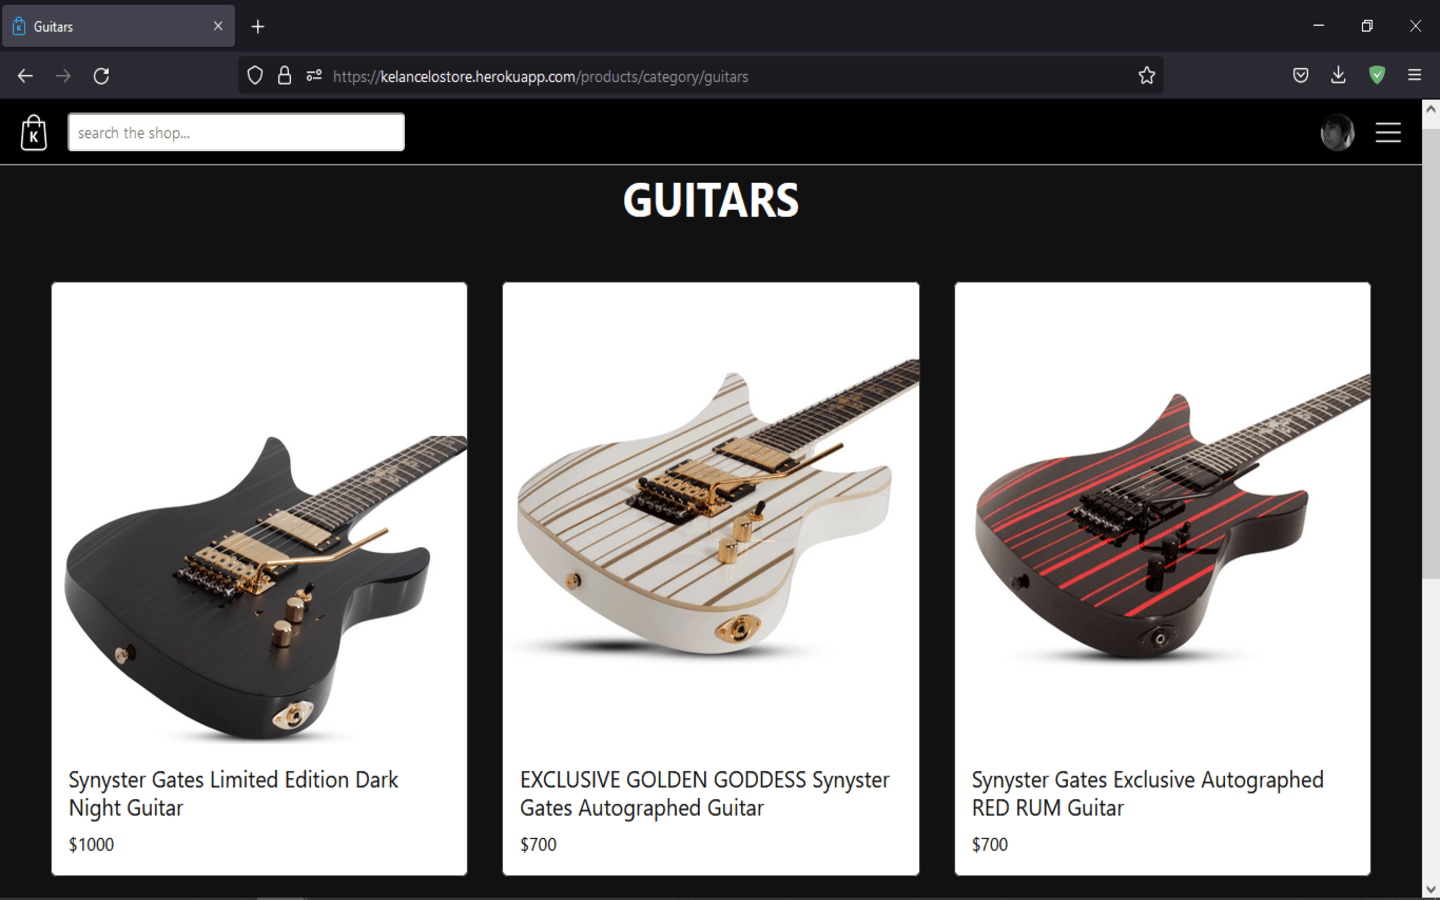 Guitars
https://kelancelostore.herokuapp.com/products/category/guitars
K
search the shop...
GUITARS
Synyster Gates Limited Edition Dark
Night Guitar
$1000
EXCLUSIVE GOLDEN GODDESS Synyster
Gates Autographed Guitar
$700
Synyster Gates Exclusive Autographed
RED RUM Guitar
$700